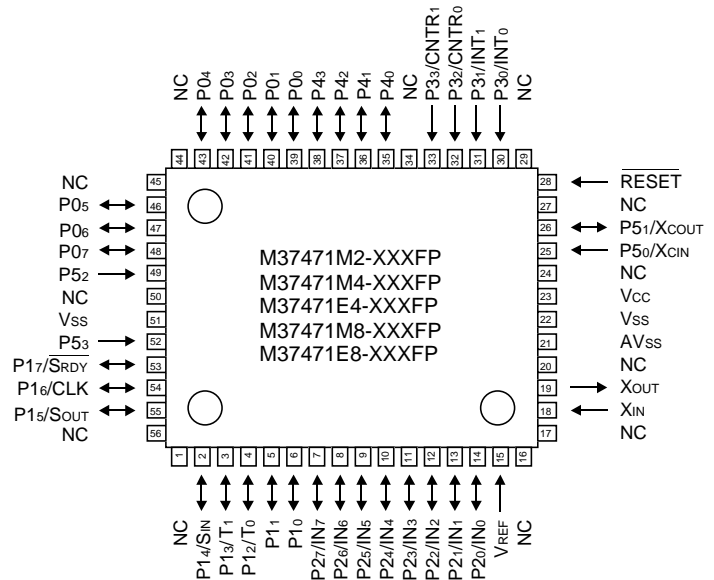 NC
P04
P03
P02
P01
P00
P43
P42
P41
P40
NC
P33/CNTR1
P32/CNTR0
P31/INT1
P30/INT0
NC
44 43 42 41 40 39 38 37 36 35 34 33 32 31 30 29
NC 45
P05 46
P06 47
P07 48
P52 49
NC 50
VSS 51
P53 52
P17/SRDY 53
P16/CLK 54
P15/SOUT 55
NC 56
M37471M2-XXXFP
M37471M4-XXXFP
M37471E4-XXXFP
M37471M8-XXXFP
M37471E8-XXXFP
28 RESET
27 NC
26 P51/XCOUT
25 P50/XCIN
24 NC
23 VCC
22 VSS
21 AVSS
20 NC
19 XOUT
18 XIN
17 NC
1 2 3 4 5 6 7 8 9 10 11 12 13 14 15 16
NC
P14/SIN
P13/T1
P12/T0
P11
P10
P27/IN7
P26/IN6
P25/IN5
P24/IN4
P23/IN3
P22/IN2
P21/IN1
P20/IN0
VREF
NC